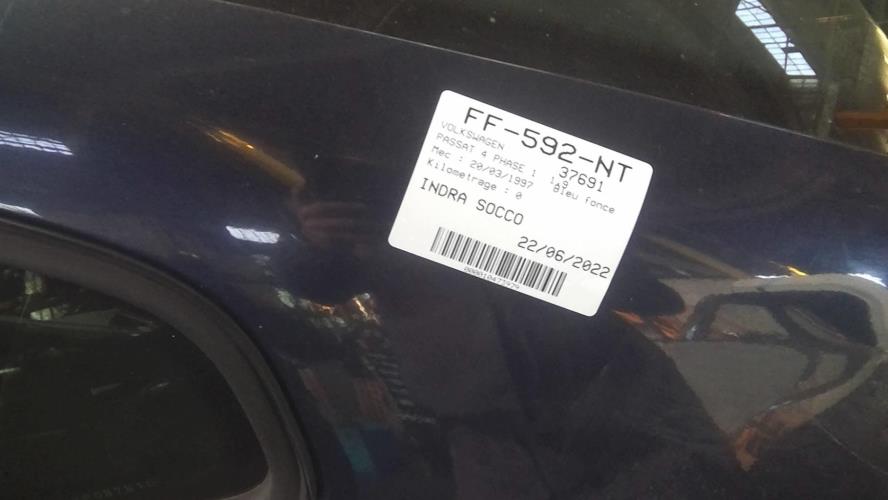 FF-592-NT
VOLKSWAGEN 37691
PASSAT 4 PHASE 1 1.9
Mec : 20/03/1997 Bleu fonce
Kilometrage : 0
INDRA SOCCO
22/06/2022